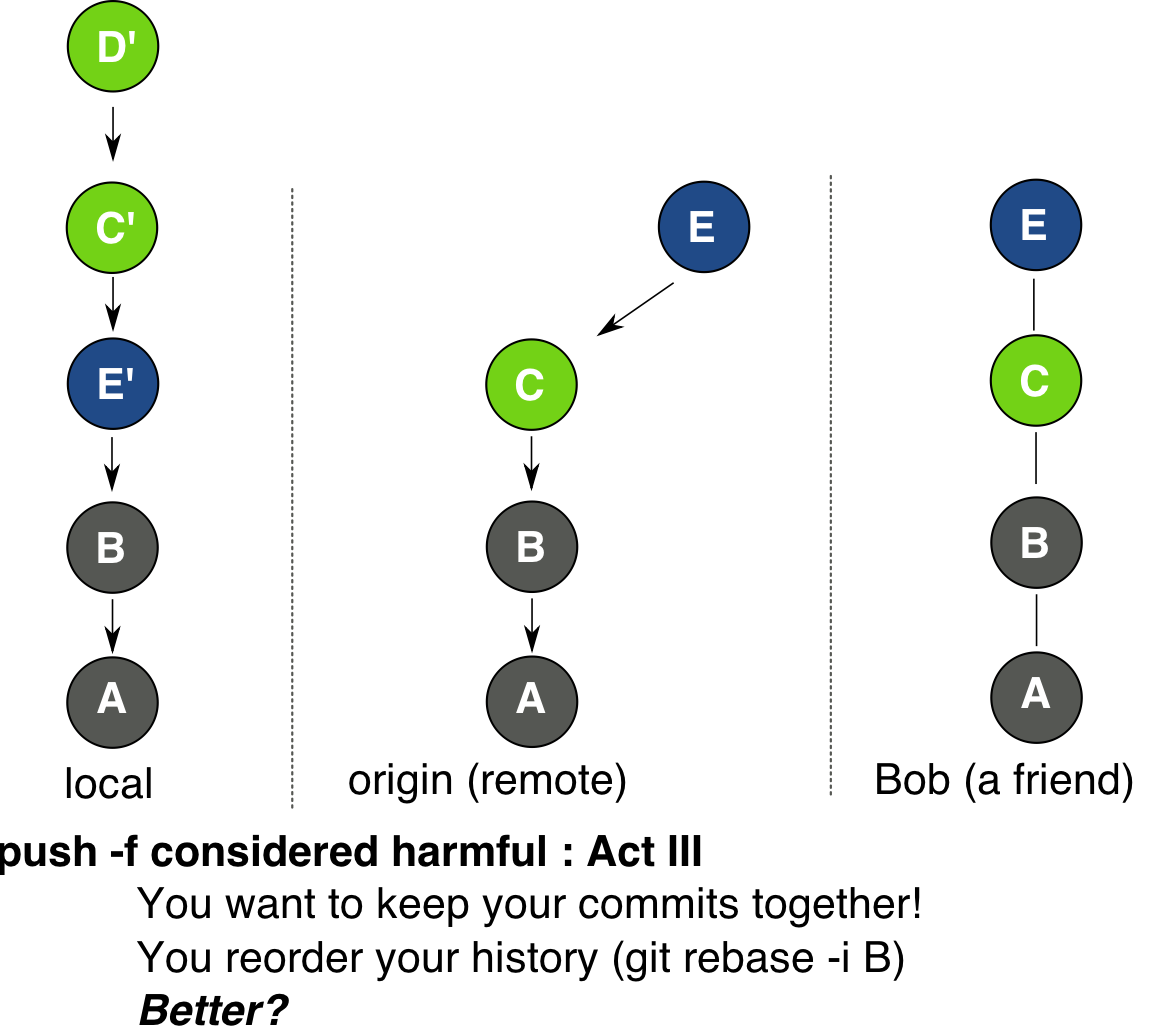 D'
C'
E'
B
A
local
E
C
B
A
origin (remote)
E
C
B
A
Bob (a friend)
push -f considered harmful : Act III
You want to keep your commits together!
You reorder your history (git rebase -i B)
Better?